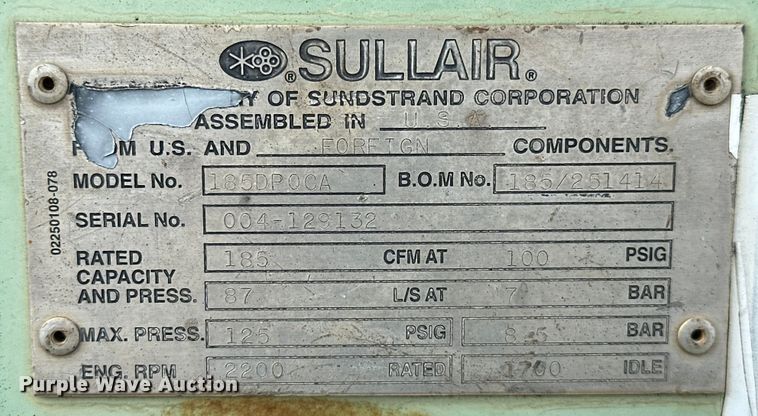 ® SULLAIR®
Y OF SUNDSTRAND CORPORATION
ASSEMBLED IN U.S.A
FROM U.S. AND FOREIGN COMPONENTS.
MODEL No. 185DPQCA B.O.M No. 185/251414
SERIAL No. 004-129132
RATED CAPACITY AND PRESS. 185 CFM AT 100 PSIG
87 L/S AT 7 BAR
MAX. PRESS. 125 PSIG 8.5 BAR
ENG. RPM 2200 RATED 1700 IDLE
02250108-078
Purple Wave Auction